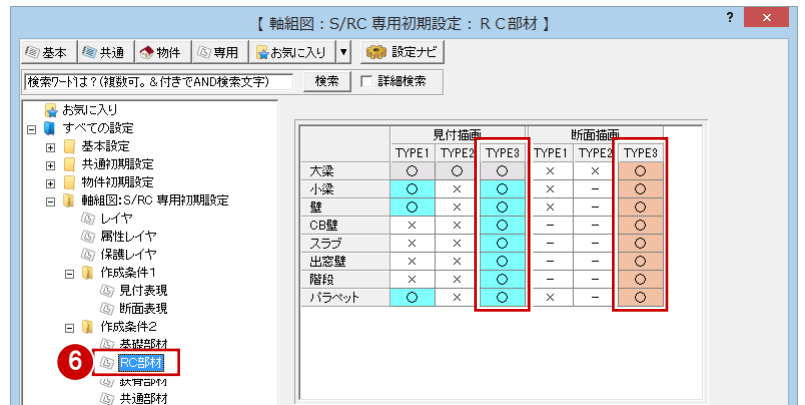 【 軸組図：S/RC 専用初期設定：ＲＣ部材 】
? ×
基本 共通 物件 専用 お気に入り ▼ 設定ナビ
検索ワードは？(複数可。＆付きでAND検索文字) 検索 詳細検索
お気に入り
すべての設定
基本設定
共通初期設定
物件初期設定
軸組図:S/RC 専用初期設定
レイヤ
属性レイヤ
保護レイヤ
作成条件1
見付表現
断面表現
作成条件2
基礎部材
6 RC部材
鉄骨部材
共通部材
見付描画 断面描画
TYPE1 TYPE2 TYPE3 TYPE1 TYPE2 TYPE3
大梁 ○ ○ ○ × × ○
小梁 ○ × ○ × － ○
壁 ○ × ○ × － ○
CB壁 × × ○ － － ○
スラブ × × ○ － － ○
出窓壁 × × ○ － － ○
階段 × × ○ － － ○
パラペット ○ × ○ × － ○